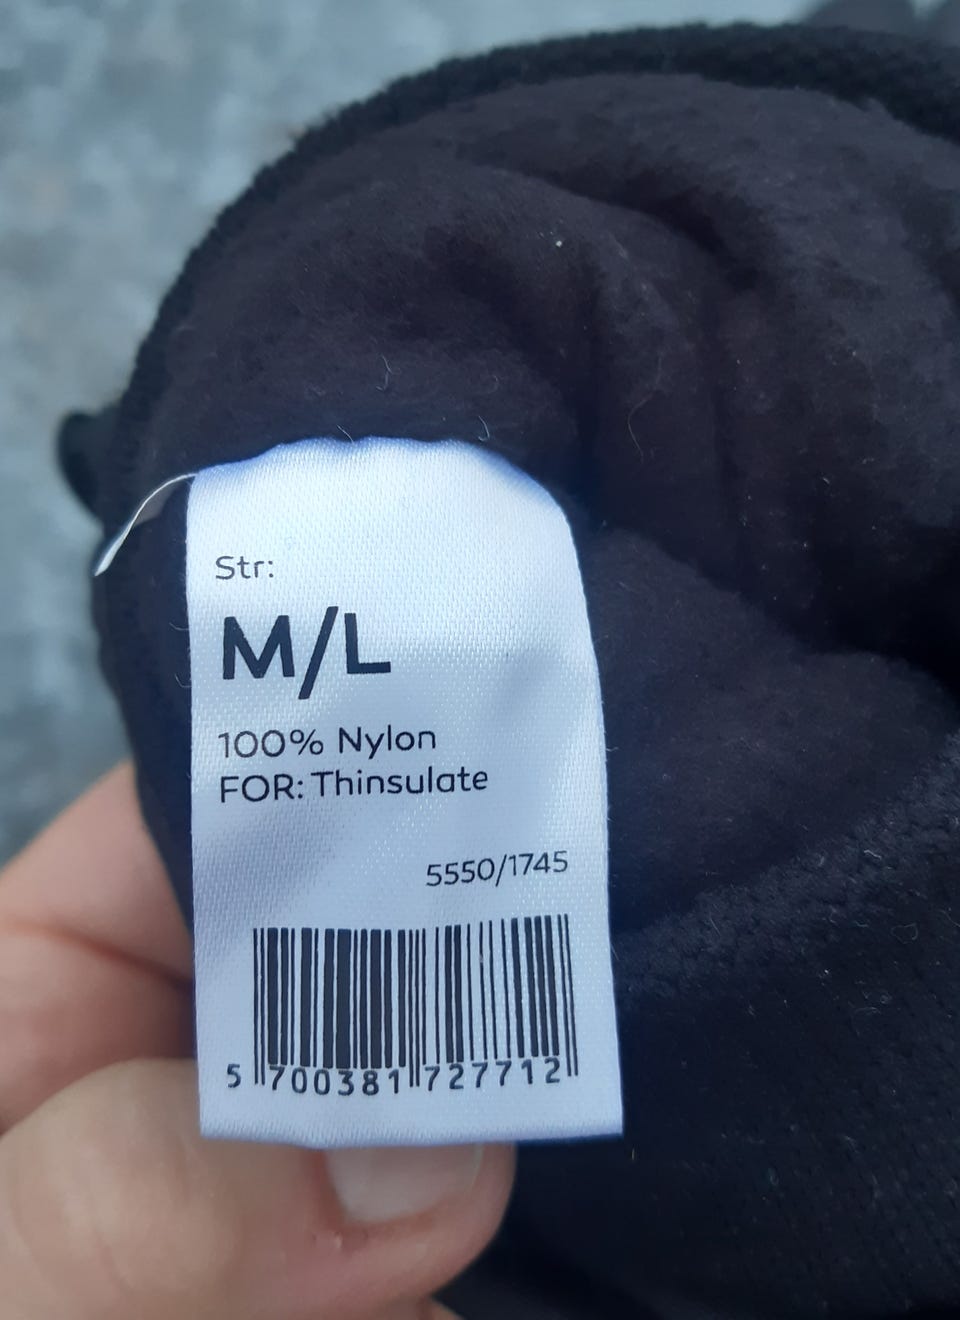 Str:
M/L
100% Nylon
FOR: Thinsulate
5550/1745
5 700381 727712